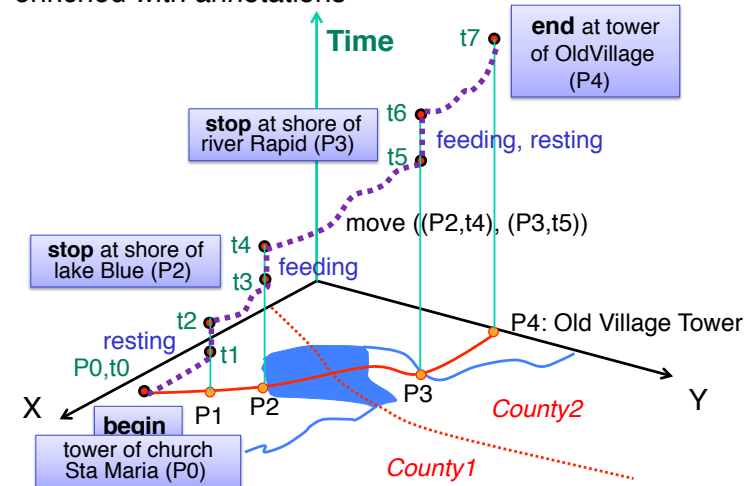 enriched with annotations
Time
t7
end at tower
of OldVillage
(P4)
t6
stop at shore of
river Rapid (P3)
feeding, resting
t5
move ((P2,t4), (P3,t5))
t4
stop at shore of
lake Blue (P2)
feeding
t3
t2
resting
t1
P0,t0
P4: Old Village Tower
X
P1
P2
P3
Y
begin
tower of church
Sta Maria (P0)
County2
County1